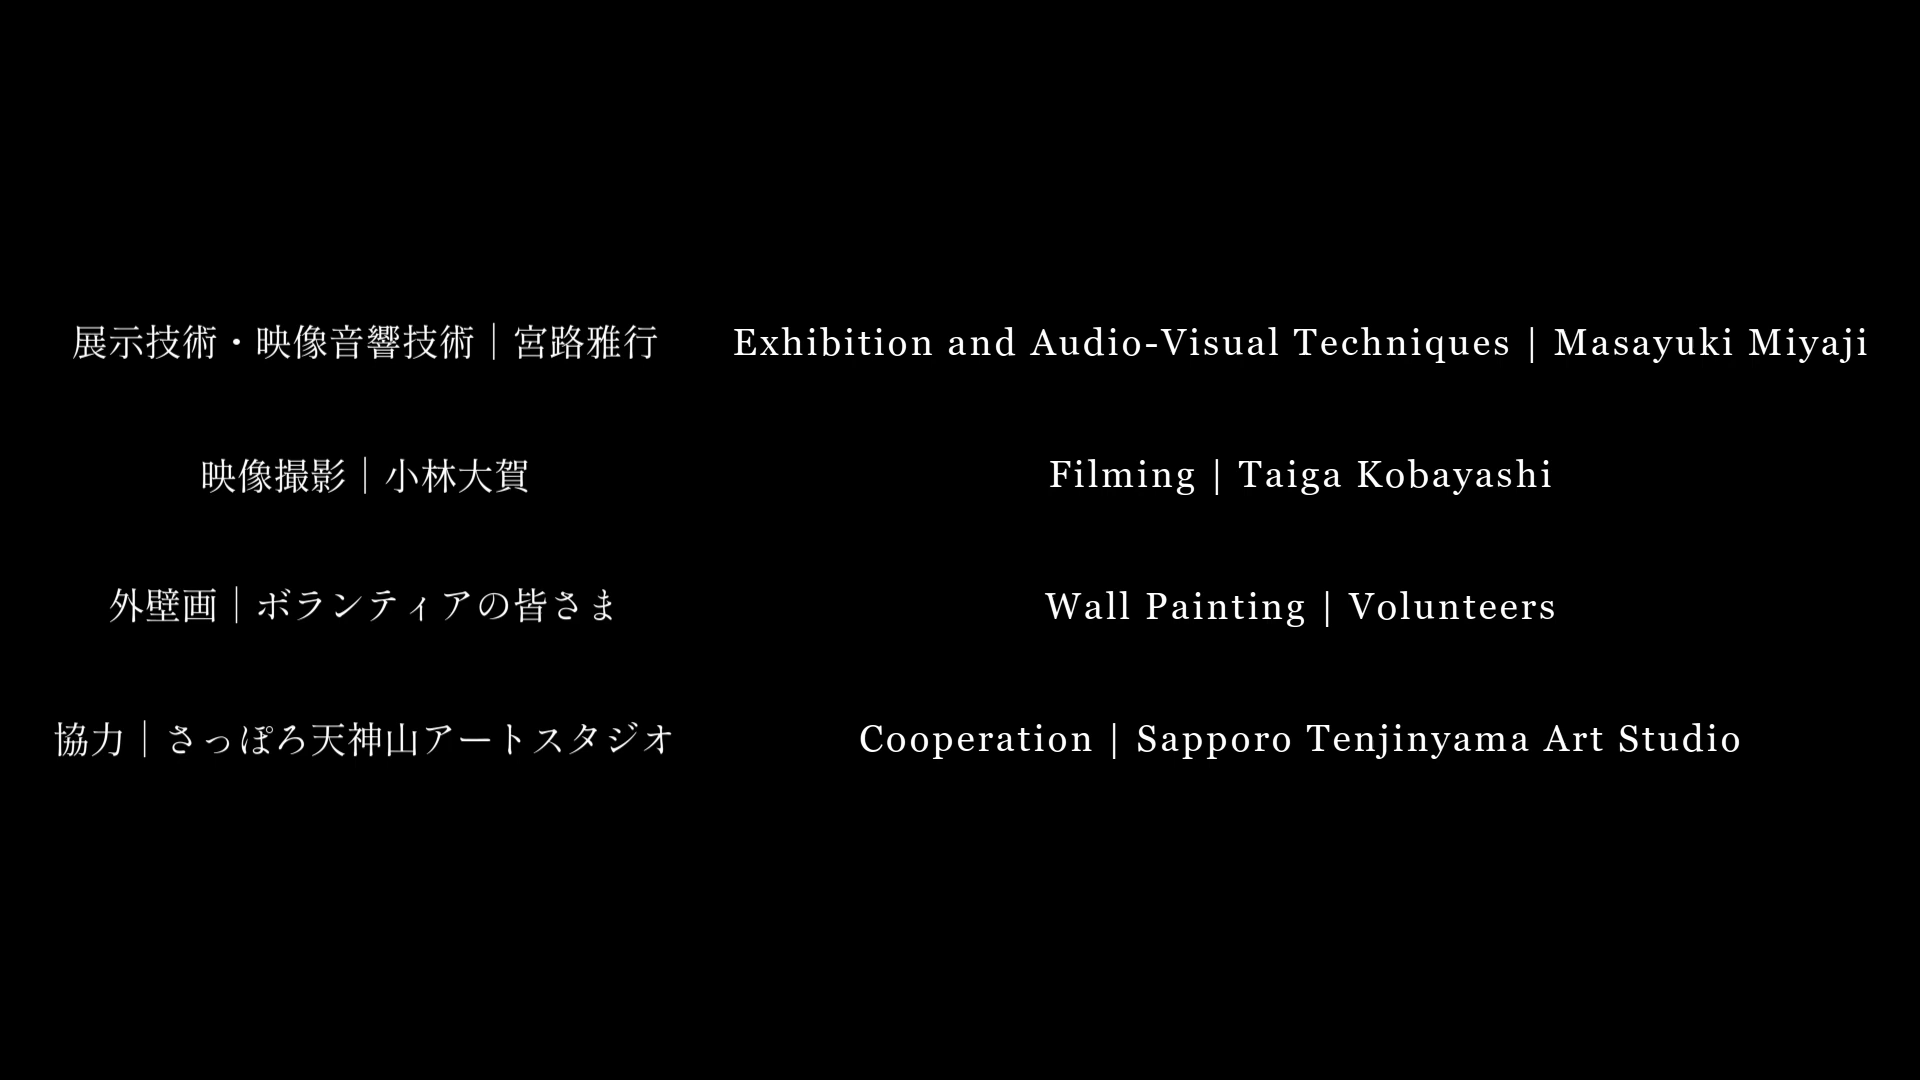 展示技術・映像音響技術｜宮路雅行 Exhibition and Audio-Visual Techniques | Masayuki Miyaji
映像撮影｜小林大賀 Filming | Taiga Kobayashi
外壁画｜ボランティアの皆さま Wall Painting | Volunteers
協力｜さっぽろ天神山アートスタジオ Cooperation | Sapporo Tenjinyama Art Studio